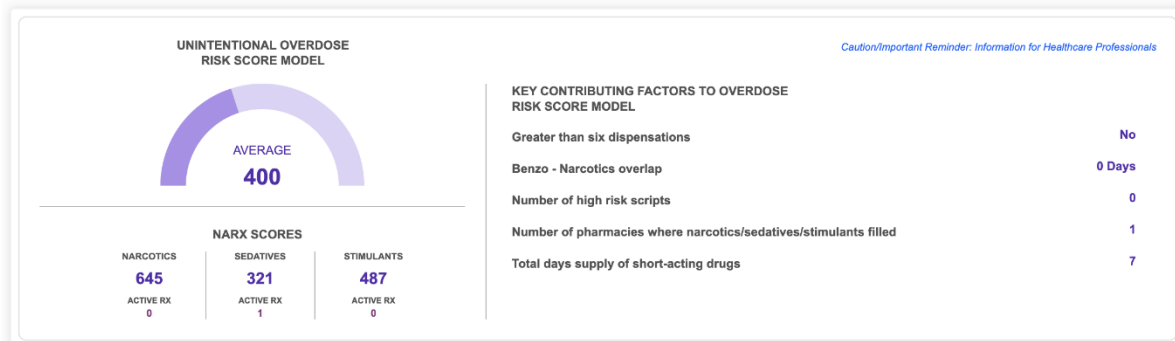 UNINTENTIONAL OVERDOSE
RISK SCORE MODEL
AVERAGE
400
NARX SCORES
NARCOTICS
645
ACTIVE RX
0
SEDATIVES
321
ACTIVE RX
1
STIMULANTS
487
ACTIVE RX
0
Caution/Important Reminder: Information for Healthcare Professionals
KEY CONTRIBUTING FACTORS TO OVERDOSE
RISK SCORE MODEL
Greater than six dispensations No
Benzo - Narcotics overlap 0 Days
Number of high risk scripts 0
Number of pharmacies where narcotics/sedatives/stimulants filled 1
Total days supply of short-acting drugs 7